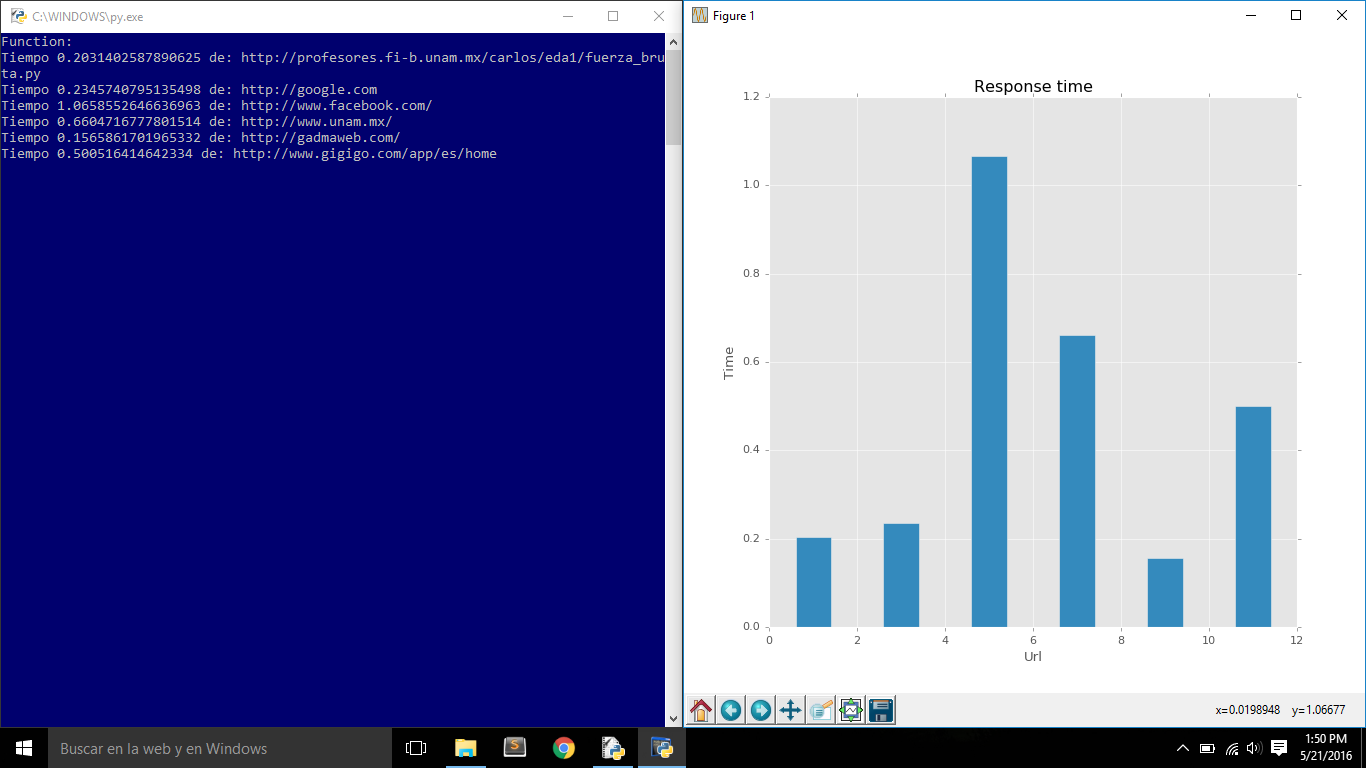 C:\WINDOWS\py.exe
Function:
Tiempo 0.2031402587890625 de: http://profesores.fi-b.unam.mx/carlos/eda1/fuerza_bru
ta.py
Tiempo 0.2345740795135498 de: http://google.com
Tiempo 1.0658552646636963 de: http://www.facebook.com/
Tiempo 0.6604716777801514 de: http://www.unam.mx/
Tiempo 0.1565861701965332 de: http://gadmaweb.com/
Tiempo 0.500516414642334 de: http://www.gigigo.com/app/es/home
Figure 1
Response time
1.2
1.0
0.8
0.6
0.4
0.2
0.0
Time
0 2 4 6 8 10 12
Url
x=0.0198948 y=1.06677
Buscar en la web y en Windows
1:50 PM
5/21/2016